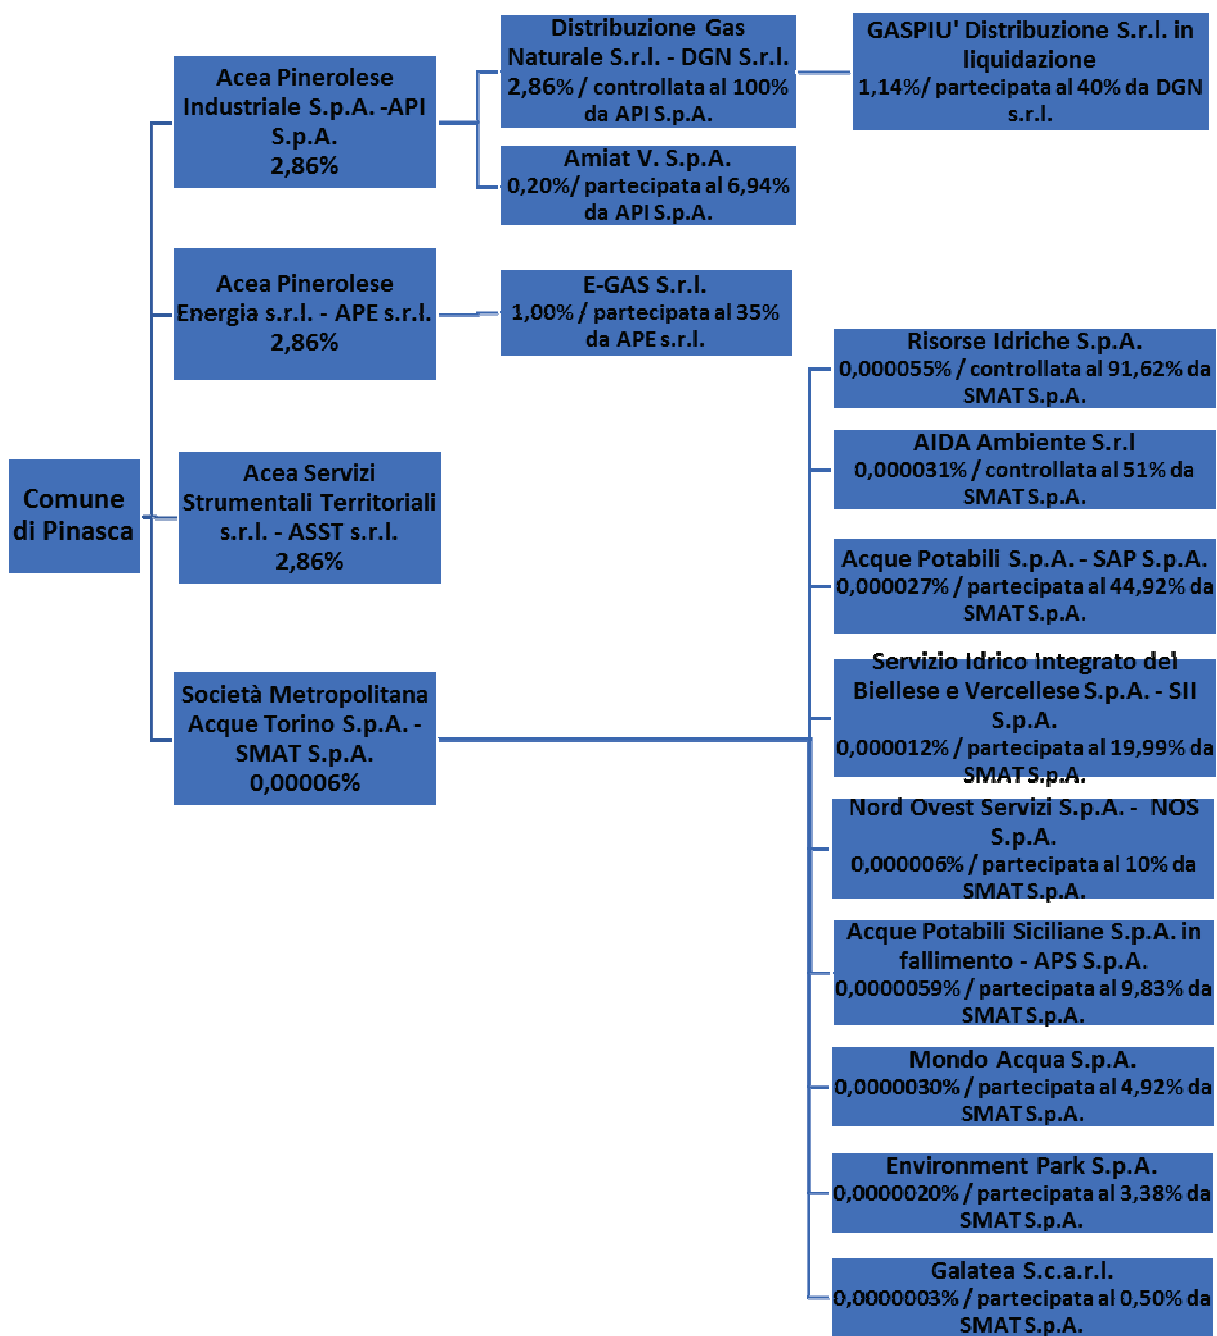 Comune
di Pinasca
Acea Pinerolese
Industriale S.p.A. -API
S.p.A.
2,86%
Distribuzione Gas
Naturale S.r.l. - DGN S.r.l.
2,86% / controllata al 100%
da API S.p.A.
GASPIU' Distribuzione S.r.l. in
liquidazione
1,14%/ partecipata al 40% da DGN
s.r.l.
Amiat V. S.p.A.
0,20%/ partecipata al 6,94%
da API S.p.A.
Acea Pinerolese
Energia s.r.l. - APE s.r.l.
2,86%
E-GAS S.r.l.
1,00% / partecipata al 35%
da APE s.r.l.
Acea Servizi
Strumentali Territoriali
s.r.l. - ASST s.r.l.
2,86%
Società Metropolitana
Acque Torino S.p.A. -
SMAT S.p.A.
0,00006%
Risorse Idriche S.p.A.
0,000055% / controllata al 91,62% da
SMAT S.p.A.
AIDA Ambiente S.r.l
0,000031% / controllata al 51% da
SMAT S.p.A.
Acque Potabili S.p.A. - SAP S.p.A.
0,000027% / partecipata al 44,92% da
SMAT S.p.A.
Servizio Idrico Integrato del
Biellese e Vercellese S.p.A. - SII
S.p.A.
0,000012% / partecipata al 19,99% da
SMAT S.p.A.
Nord Ovest Servizi S.p.A. - NOS
S.p.A.
0,000006% / partecipata al 10% da
SMAT S.p.A.
Acque Potabili Siciliane S.p.A. in
fallimento - APS S.p.A.
0,0000059% / partecipata al 9,83% da
SMAT S.p.A.
Mondo Acqua S.p.A.
0,0000030% / partecipata al 4,92% da
SMAT S.p.A.
Environment Park S.p.A.
0,0000020% / partecipata al 3,38% da
SMAT S.p.A.
Galatea S.c.a.r.l.
0,0000003% / partecipata al 0,50% da
SMAT S.p.A.